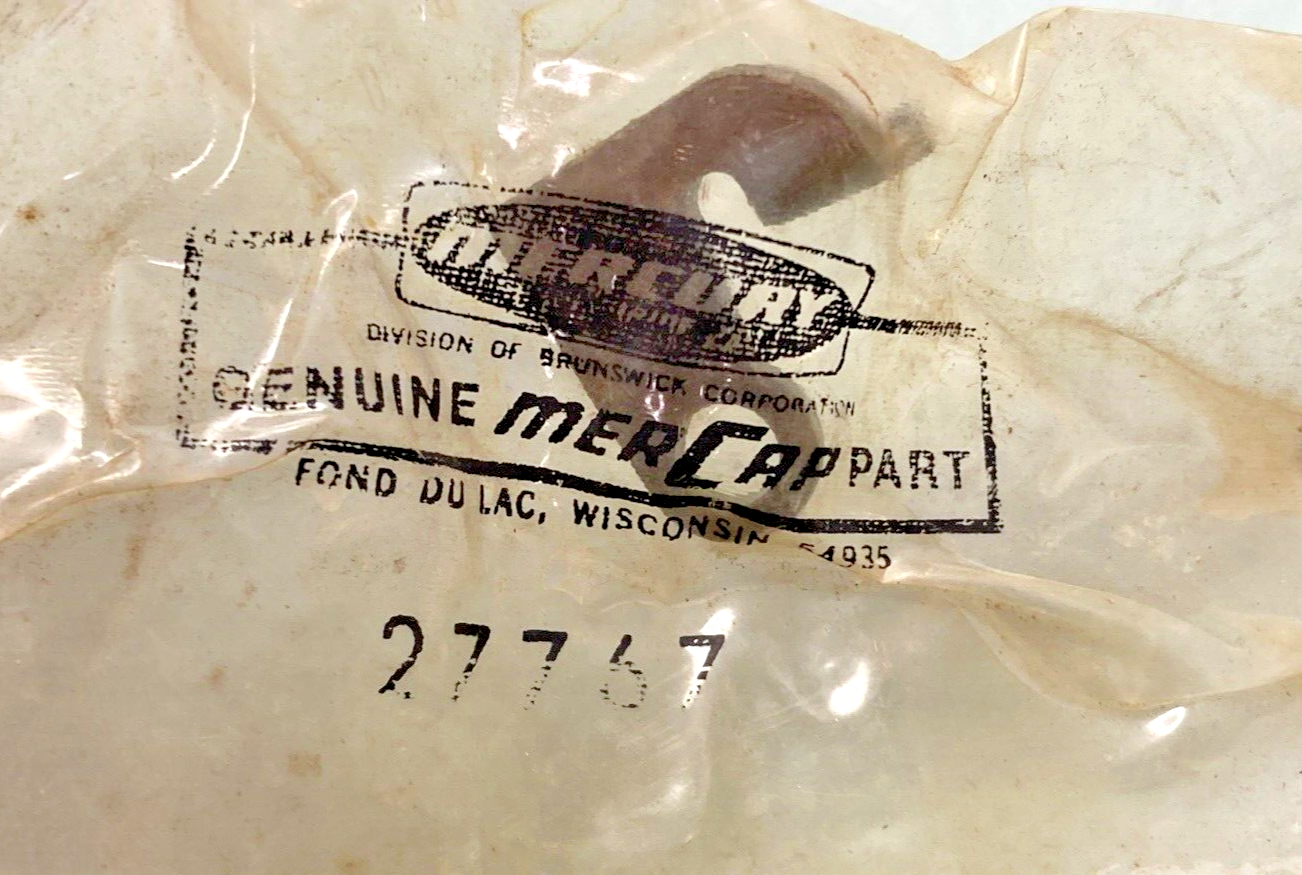 MERCURY
DIVISION OF BRUNSWICK CORPORATION
GENUINE merCap PART
FOND DU LAC, WISCONSIN 54935
27767